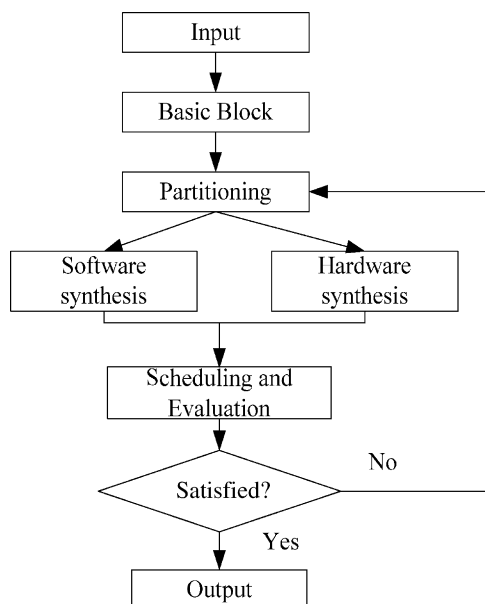 Input
Basic Block
Partitioning
Software
synthesis
Hardware
synthesis
Scheduling and
Evaluation
Satisfied?
No
Yes
Output